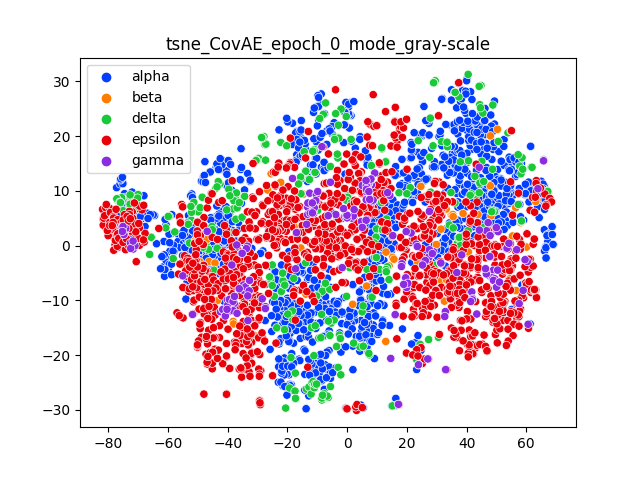 tsne_CovAE_epoch_0_mode_gray-scale
alpha
beta
delta
epsilon
gamma
30
20
10
0
−10
−20
−30
−80 −60 −40 −20 0 20 40 60